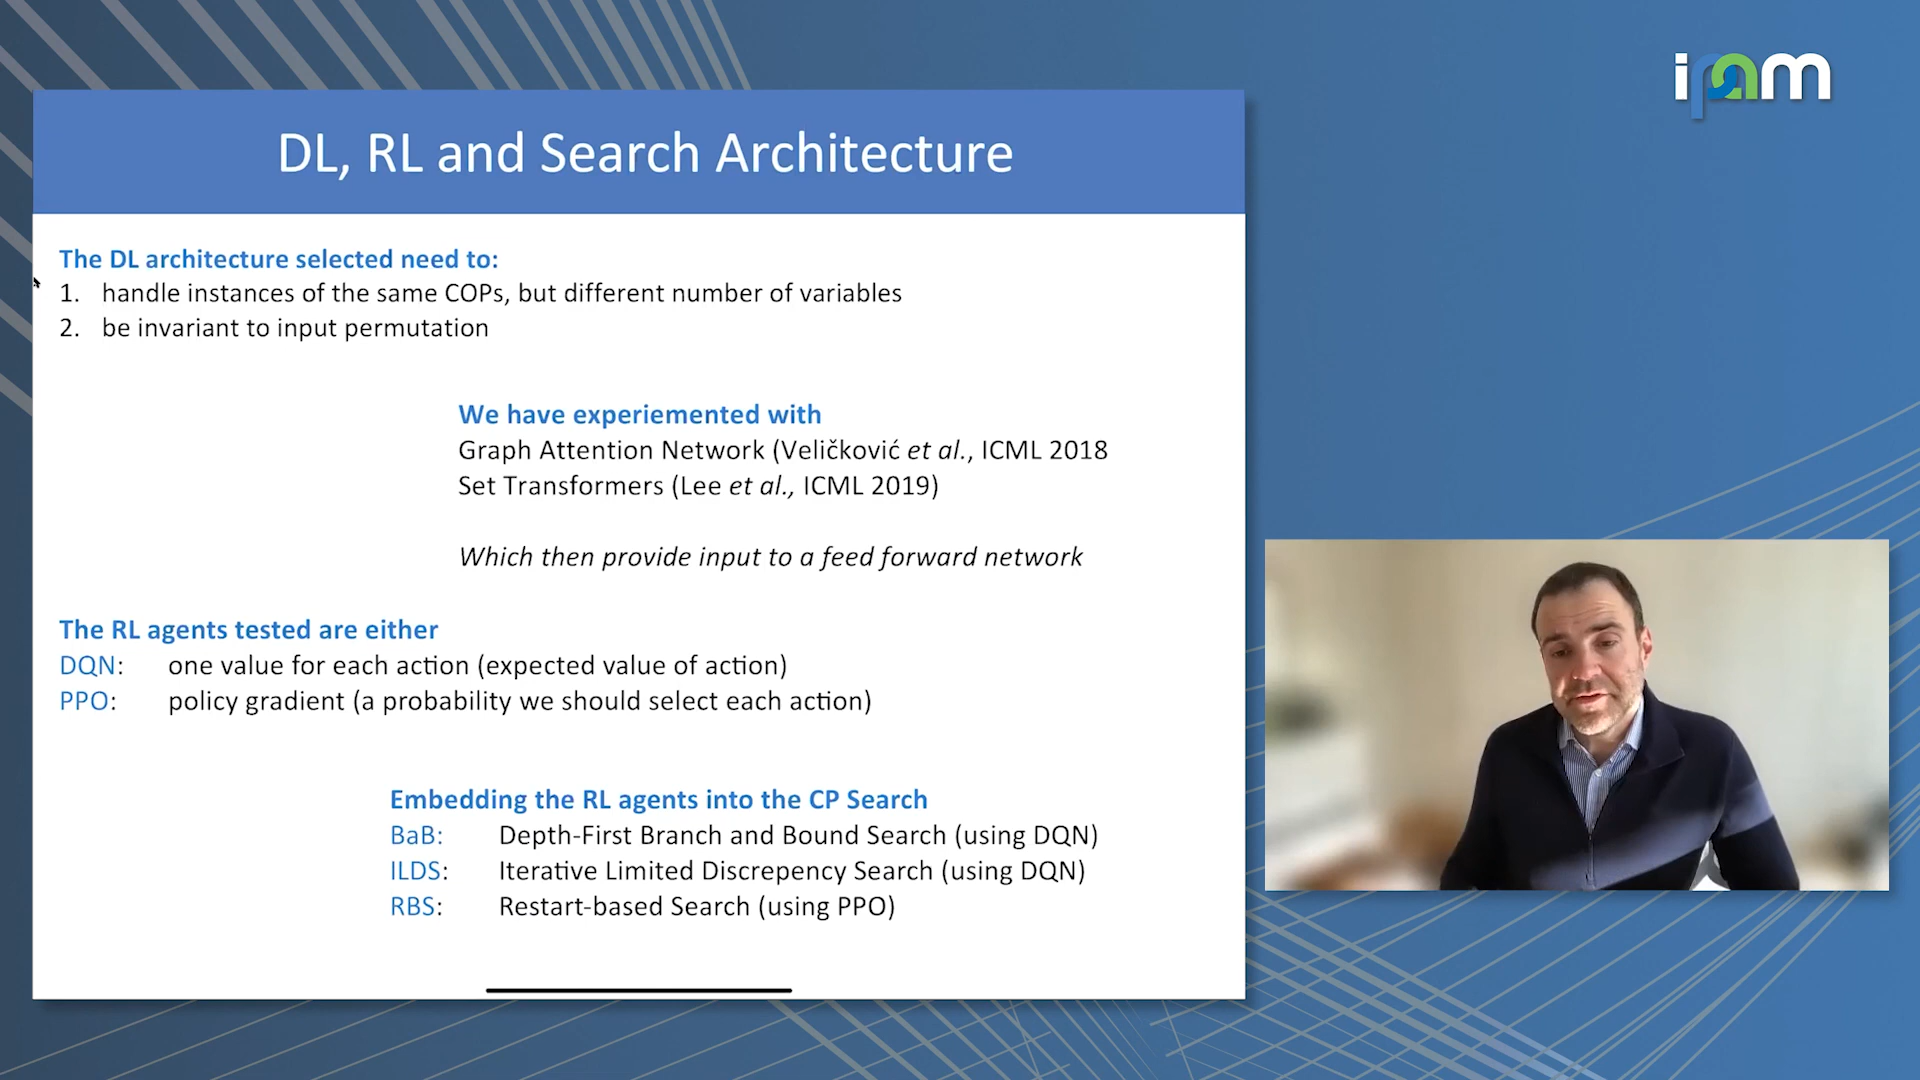 ipam
DL, RL and Search Architecture
The DL architecture selected need to:
1. handle instances of the same COPs, but different number of variables
2. be invariant to input permutation
We have experiemented with
Graph Attention Network (Veličković et al., ICML 2018
Set Transformers (Lee et al., ICML 2019)
Which then provide input to a feed forward network
The RL agents tested are either
DQN: one value for each action (expected value of action)
PPO: policy gradient (a probability we should select each action)
Embedding the RL agents into the CP Search
BaB: Depth-First Branch and Bound Search (using DQN)
ILDS: Iterative Limited Discrepancy Search (using DQN)
RBS: Restart-based Search (using PPO)